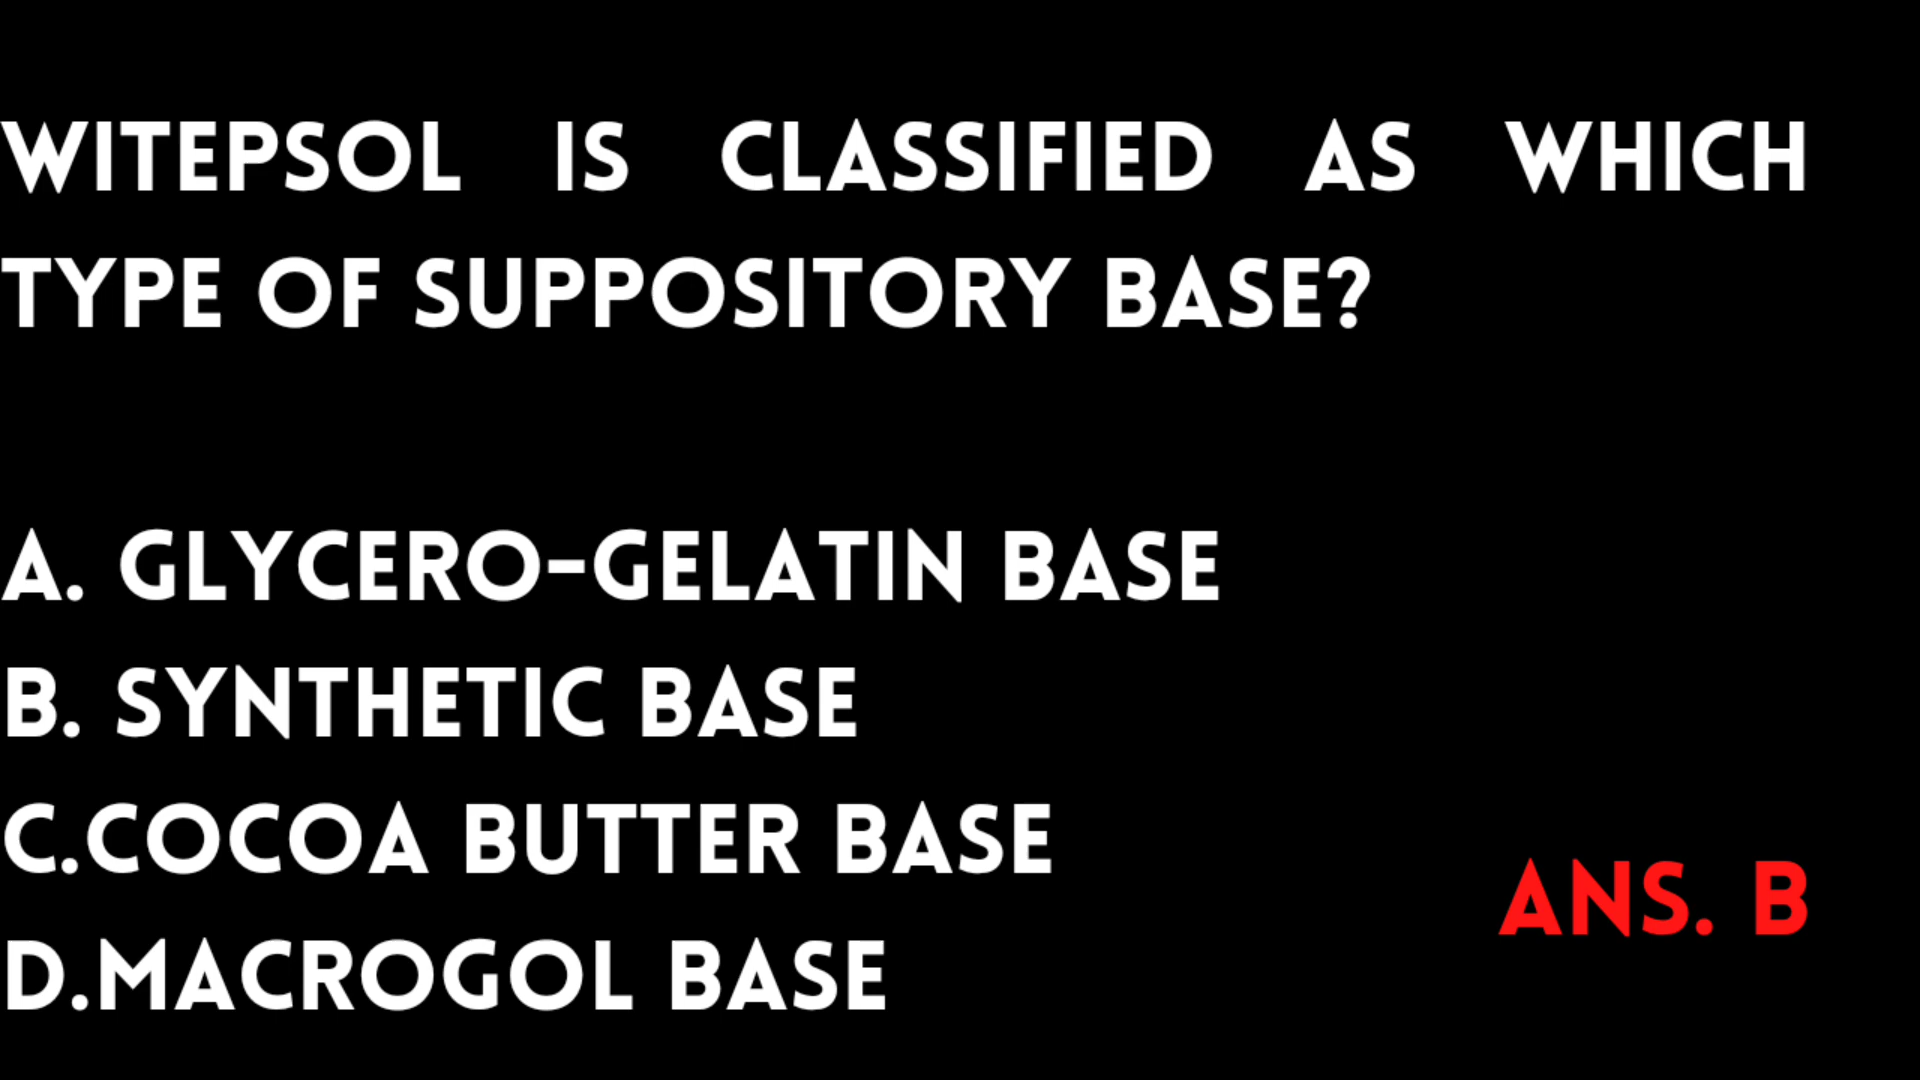 WITEPSOL IS CLASSIFIED AS WHICH
TYPE OF SUPPOSITORY BASE?
A. GLYCERO-GELATIN BASE
B. SYNTHETIC BASE
C.COCOA BUTTER BASE
D.MACROGOL BASE
ANS. B